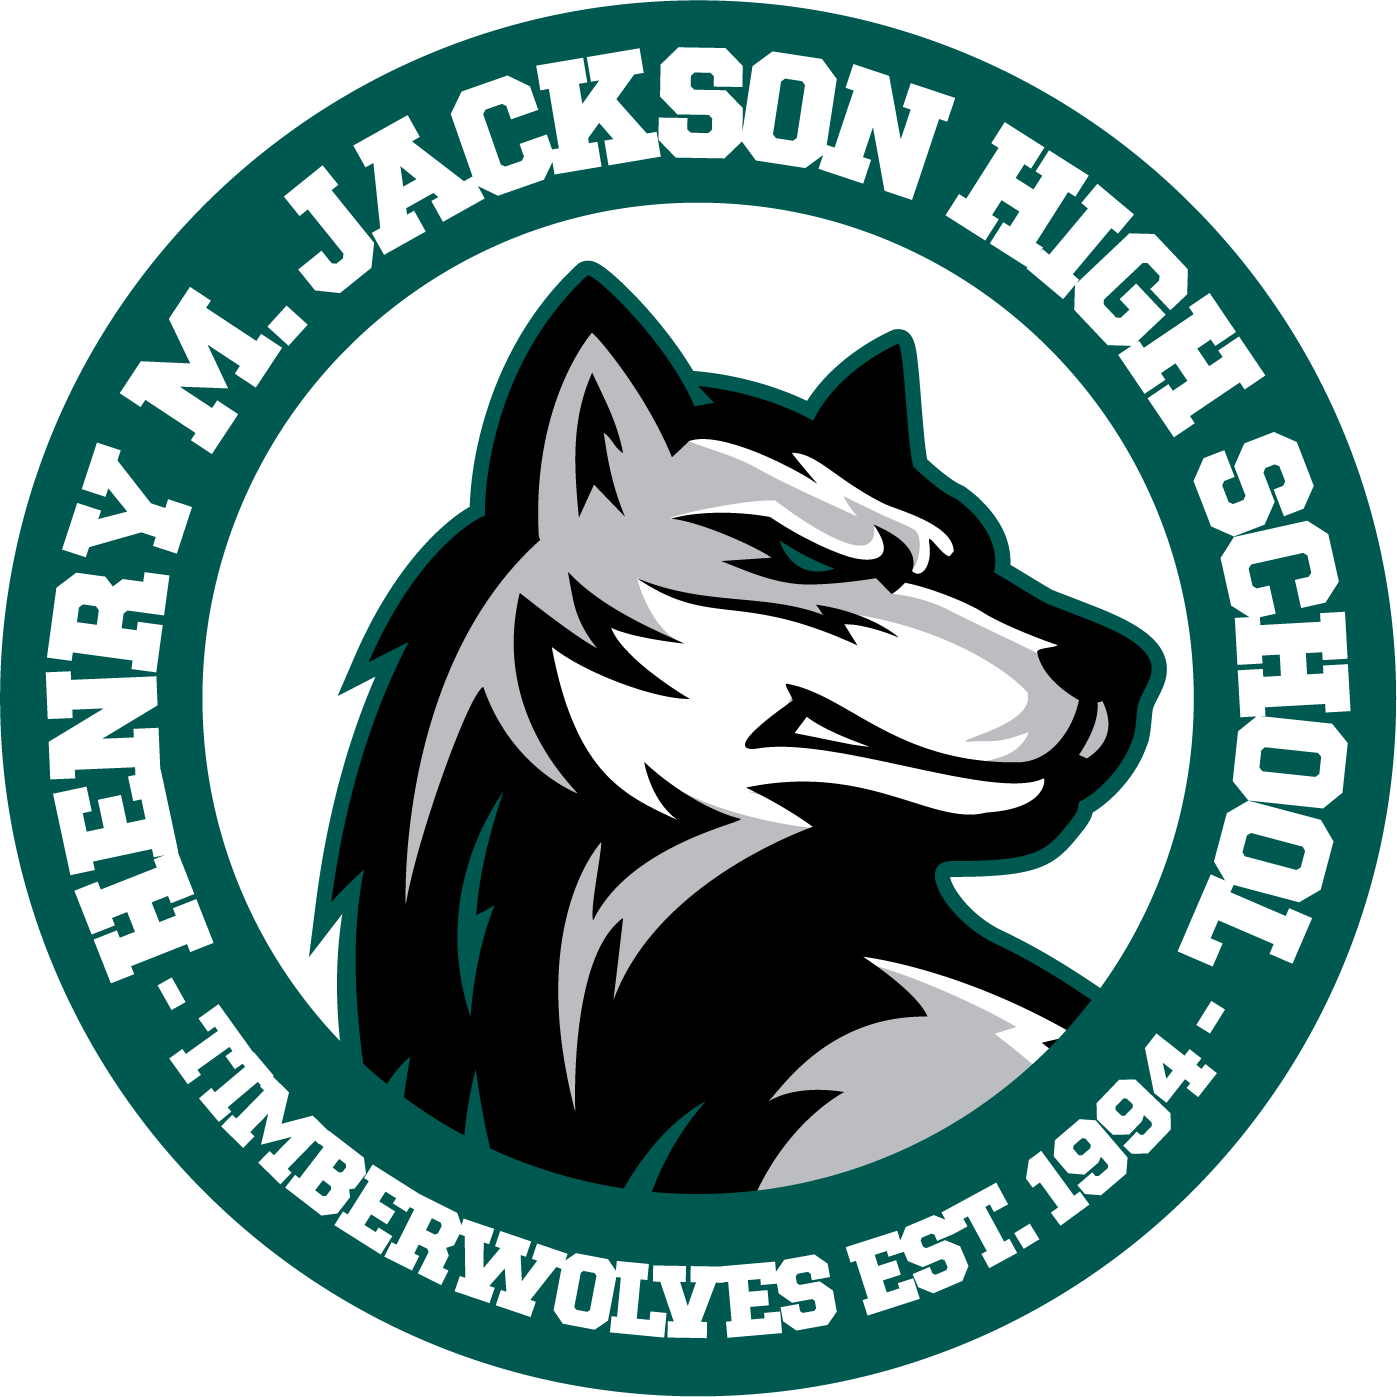 HENRY M. JACKSON HIGH SCHOOL
- TIMBERWOLVES EST. 1994 -